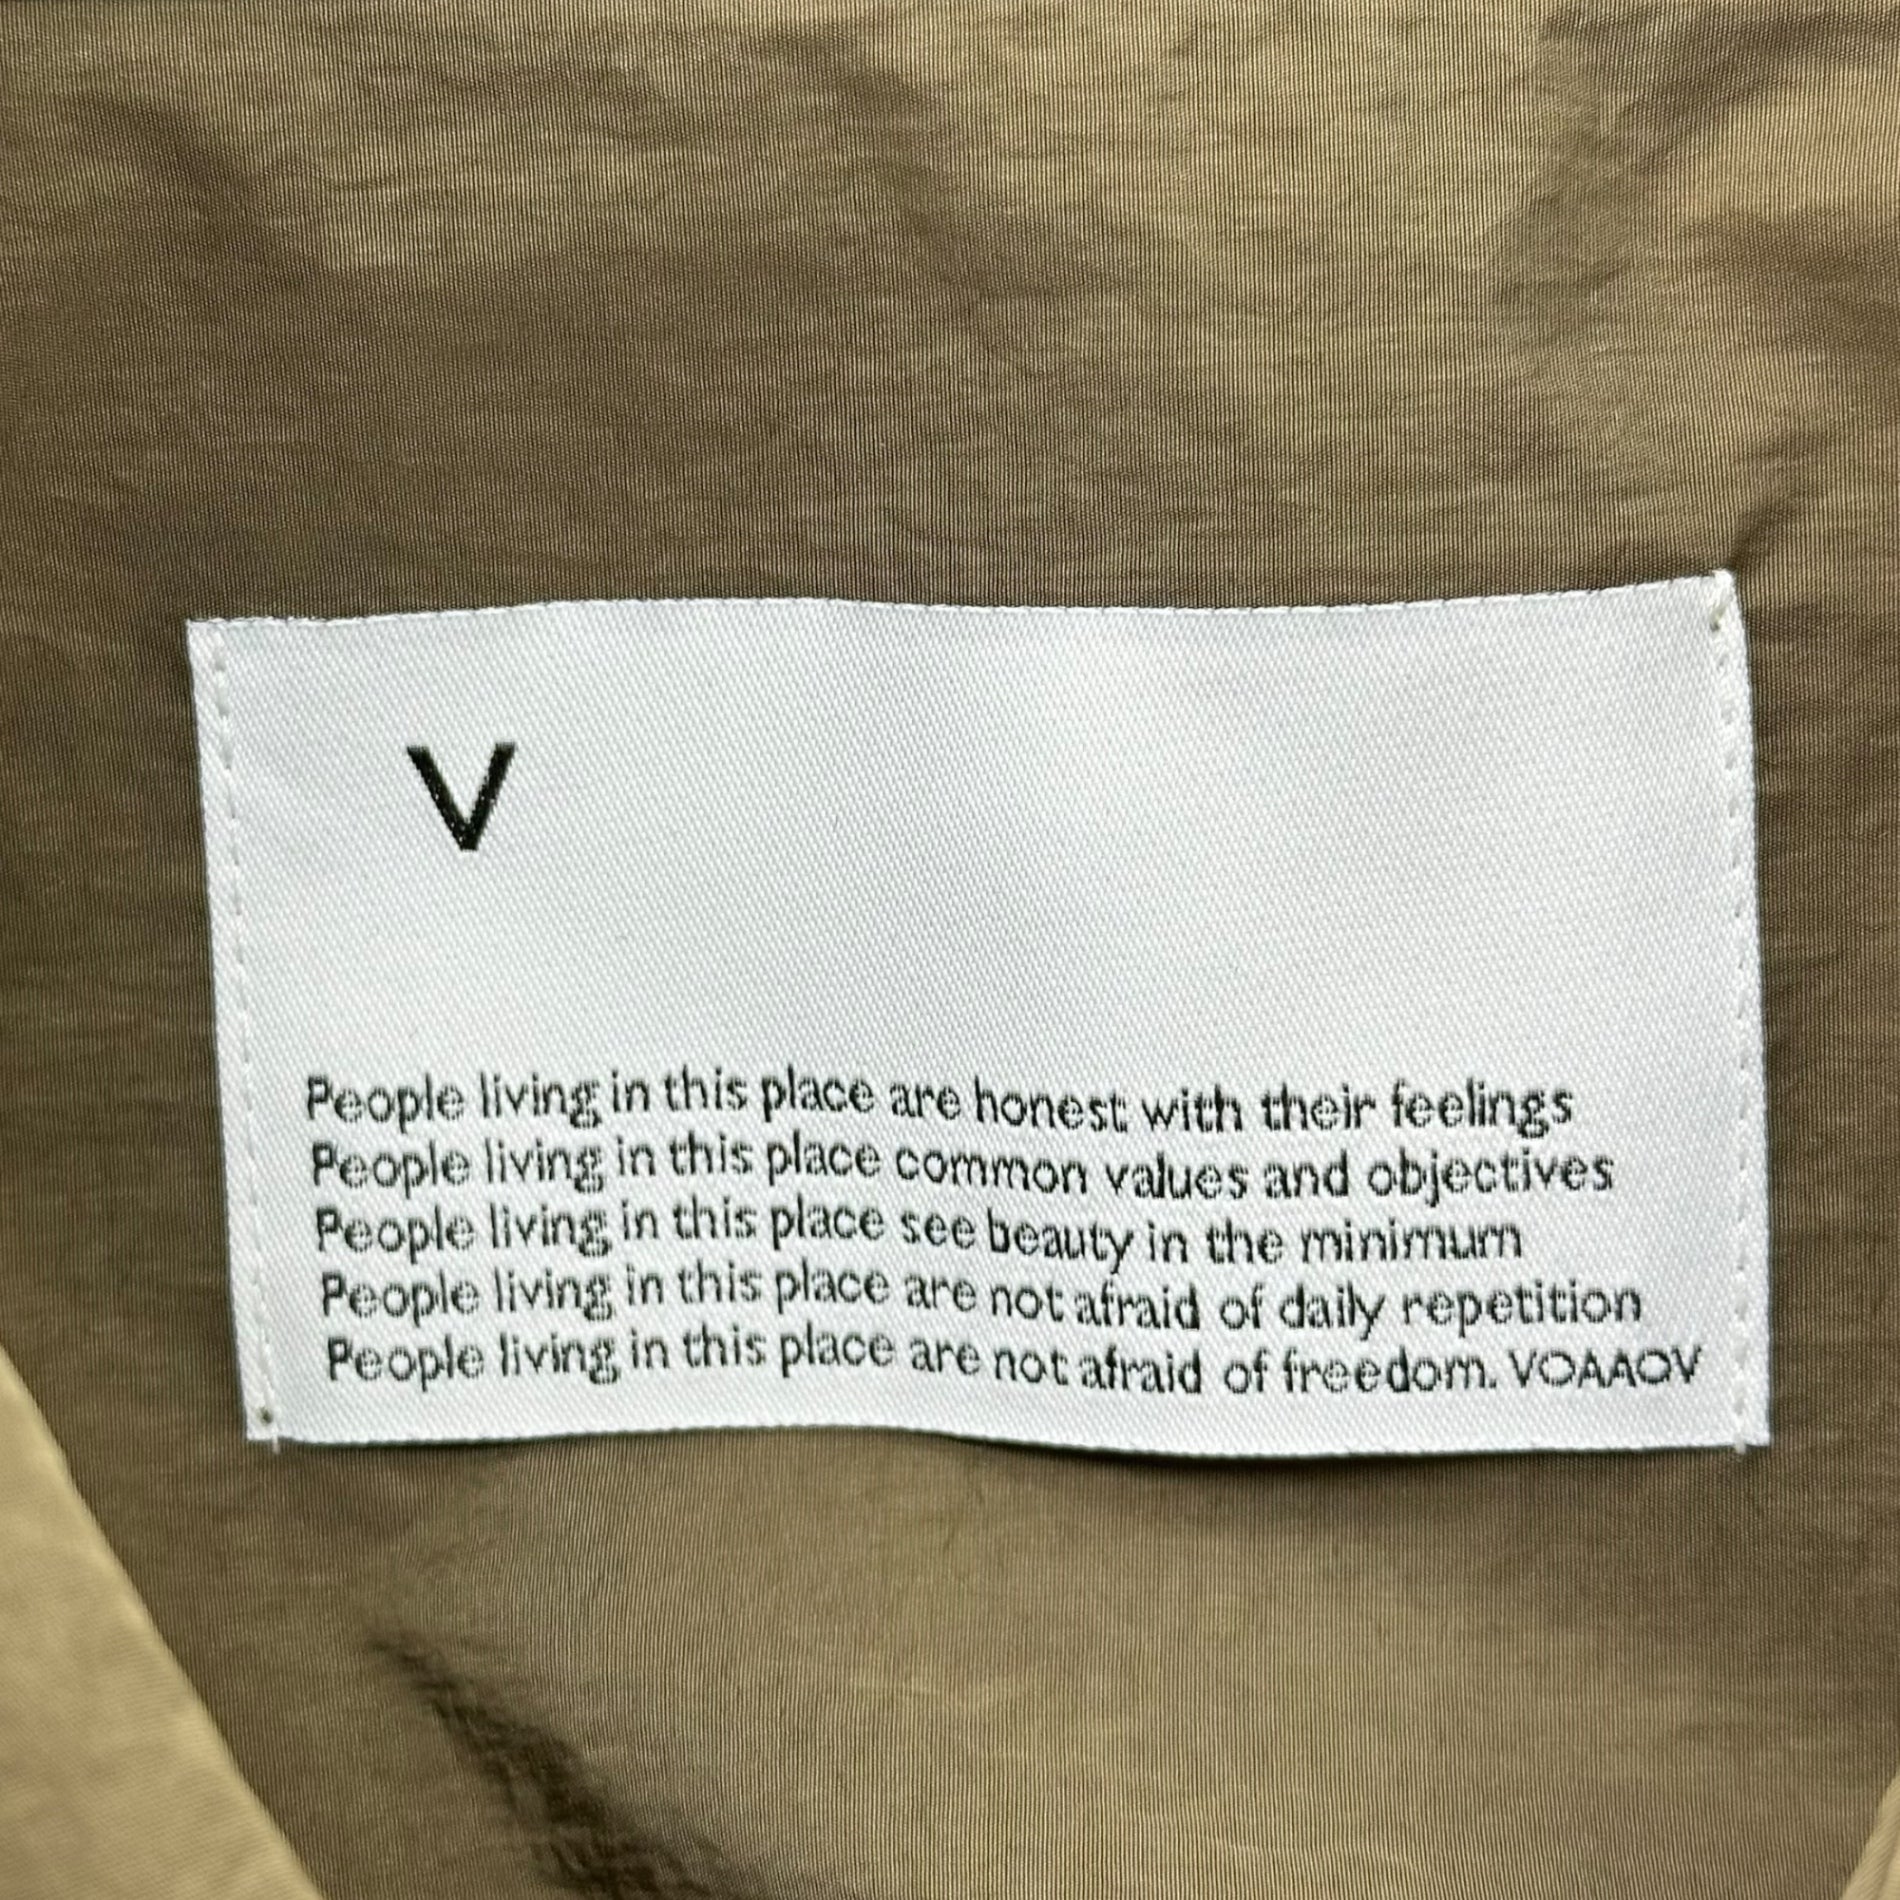 V
People living in this place are honest with their feelings
People living in this place common values and objectives
People living in this place see beauty in the minimum
People living in this place are not afraid of daily repetition
People living in this place are not afraid of freedom. VOAAOV